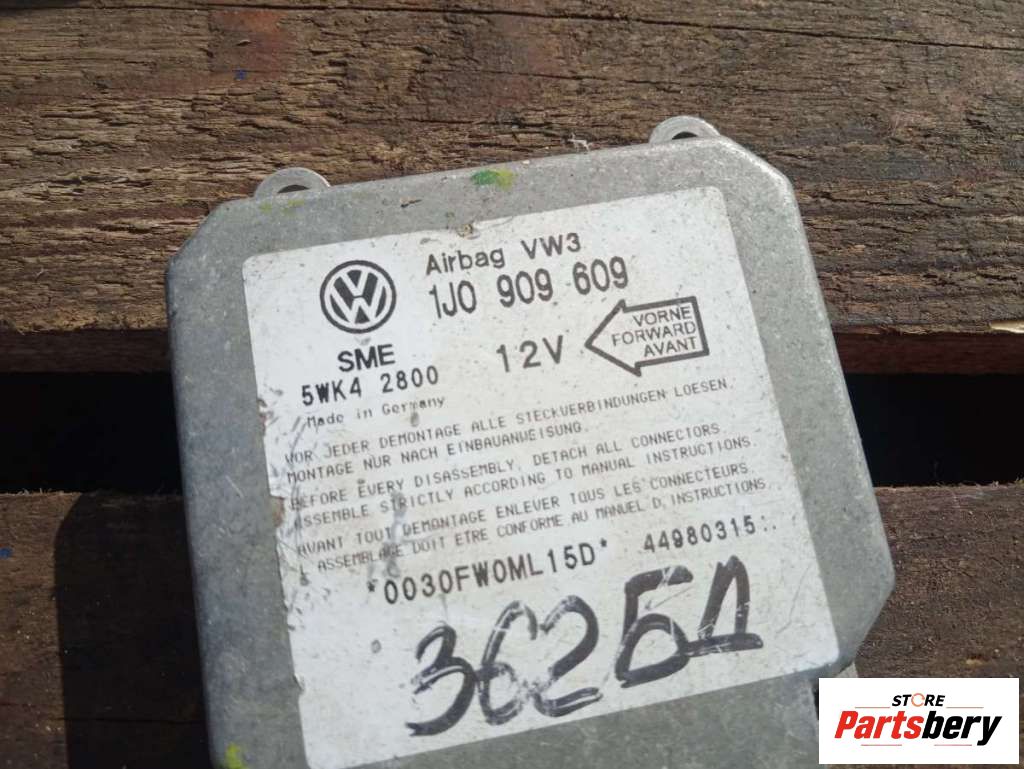 Airbag VW3
1J0 909 609
SME
5WK4 2800
12V
VORNE
FORWARD
AVANT
Made in Germany
VOR JEDER DEMONTAGE ALLE STECKVERBINDUNGEN LOESEN.
MONTAGE NUR NACH EINBAUANWEISUNG.
BEFORE EVERY DISASSEMBLY, DETACH ALL CONNECTORS.
ASSEMBLE STRICTLY ACCORDING TO MANUAL INSTRUCTIONS.
AVANT TOUT DEMONTAGE ENLEVER TOUS LES CONNECTEURS.
L ASSEMBLAGE DOIT ETRE CONFORME AU MANUEL D, INSTRUCTIONS.
*0030FW0ML15D* 44980315
362БД
STORE
Partsbery